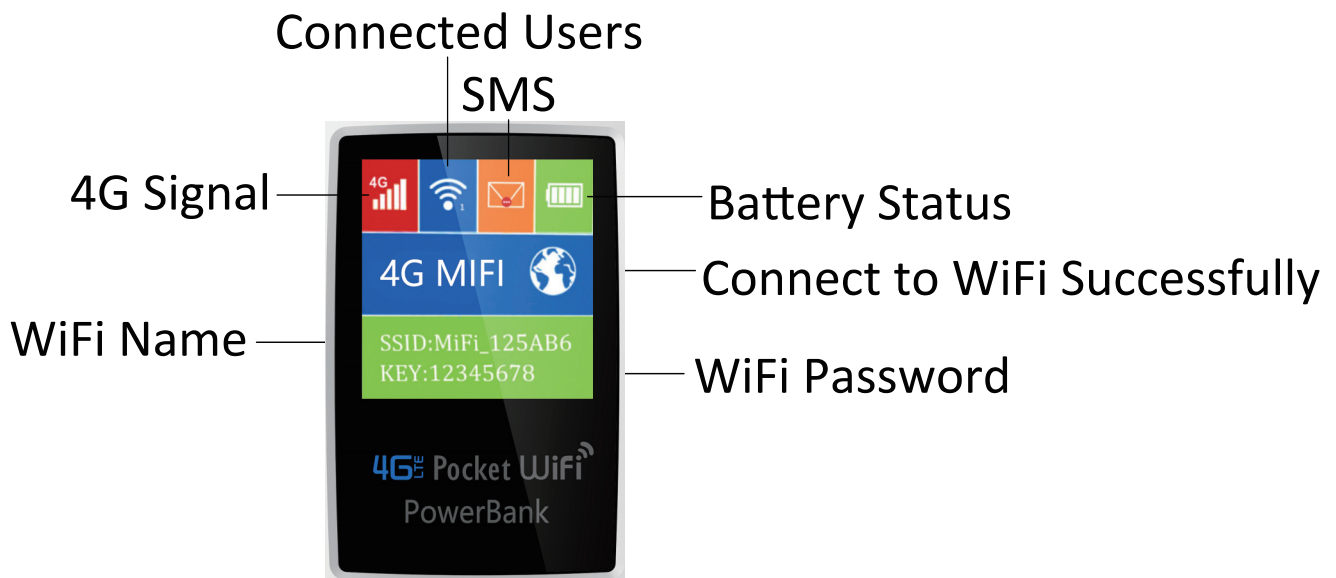 Connected Users
SMS
4G Signal
4G
1
Battery Status
4G MIFI
Connect to WiFi Successfully
WiFi Name
SSID:MiFi_125AB6
KEY:12345678
WiFi Password
4G LTE Pocket WiFi
PowerBank